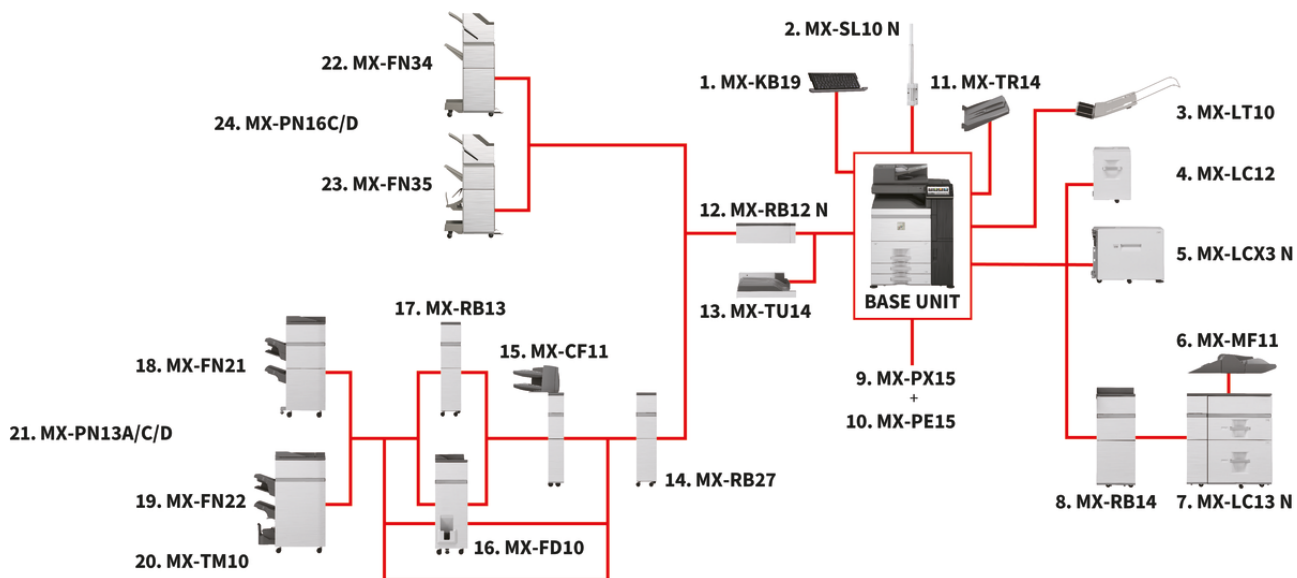 2. MX-SL10 N
22. MX-FN34
1. MX-KB19
11. MX-TR14
3. MX-LT10
24. MX-PN16C/D
4. MX-LC12
23. MX-FN35
12. MX-RB12 N
5. MX-LCX3 N
BASE UNIT
17. MX-RB13
13. MX-TU14
6. MX-MF11
15. MX-CF11
18. MX-FN21
9. MX-PX15
+
10. MX-PE15
21. MX-PN13A/C/D
14. MX-RB27
19. MX-FN22
8. MX-RB14
7. MX-LC13 N
16. MX-FD10
20. MX-TM10